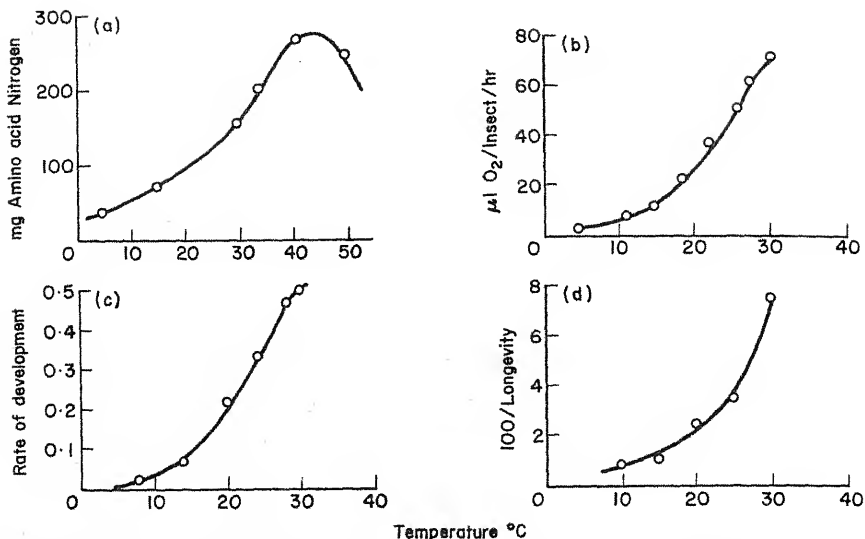 (a)
mg Amino acid Nitrogen
300
200
100
0 10 20 30 40 50
(b)
µl O₂/Insect/hr
80
60
40
20
0 10 20 30 40
(c)
Rate of development
0·5
0·4
0·3
0·2
0·1
0 10 20 30 40
(d)
100/Longevity
8
6
4
2
0 10 20 30 40
Temperature °C